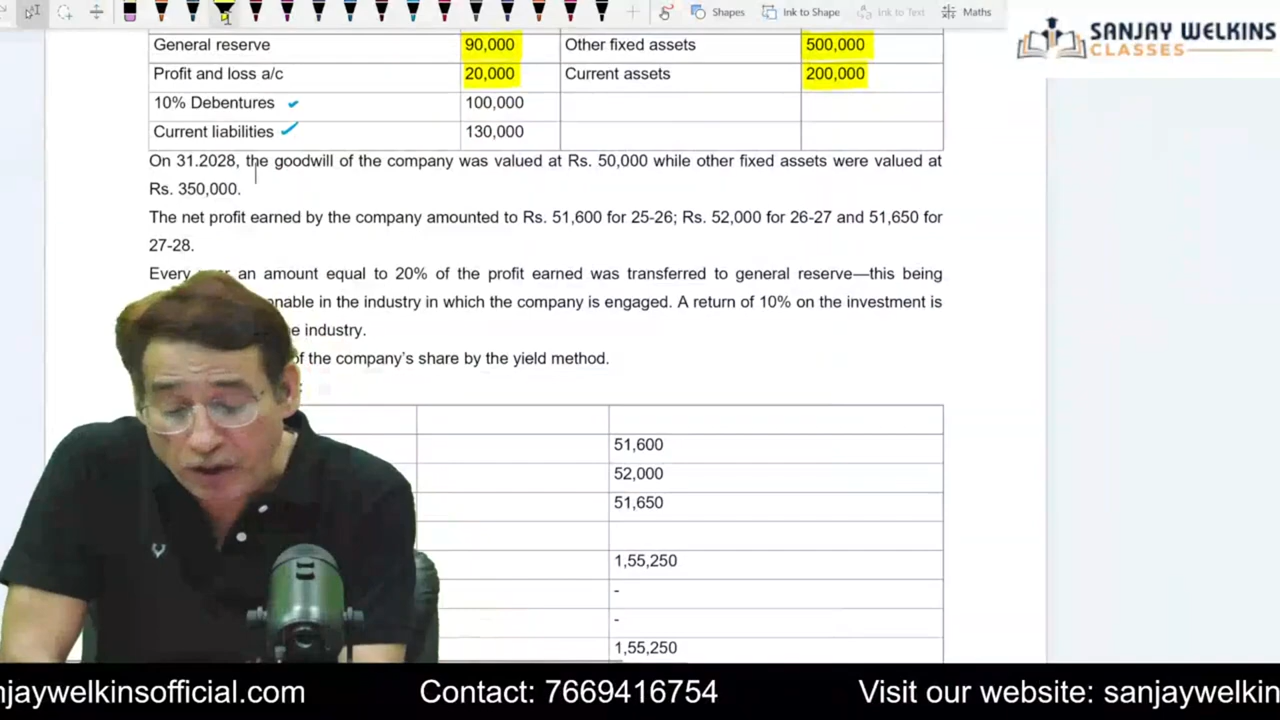 Shapes Ink to Shape Ink to Text Maths
SANJAY WELKINS
CLASSES
General reserve 90,000 Other fixed assets 500,000
Profit and loss a/c 20,000 Current assets 200,000
10% Debentures 100,000
Current liabilities 130,000
On 31.2028, the goodwill of the company was valued at Rs. 50,000 while other fixed assets were valued at
Rs. 350,000.
The net profit earned by the company amounted to Rs. 51,600 for 25-26; Rs. 52,000 for 26-27 and 51,650 for
27-28.
Every an amount equal to 20% of the profit earned was transferred to general reserve—this being
in the industry in which the company is engaged. A return of 10% on the investment is
industry.
of the company's share by the yield method.
51,600
52,000
51,650
1,55,250
-
-
1,55,250
njaywelkinsofficial.com Contact: 7669416754 Visit our website: sanjaywelkin